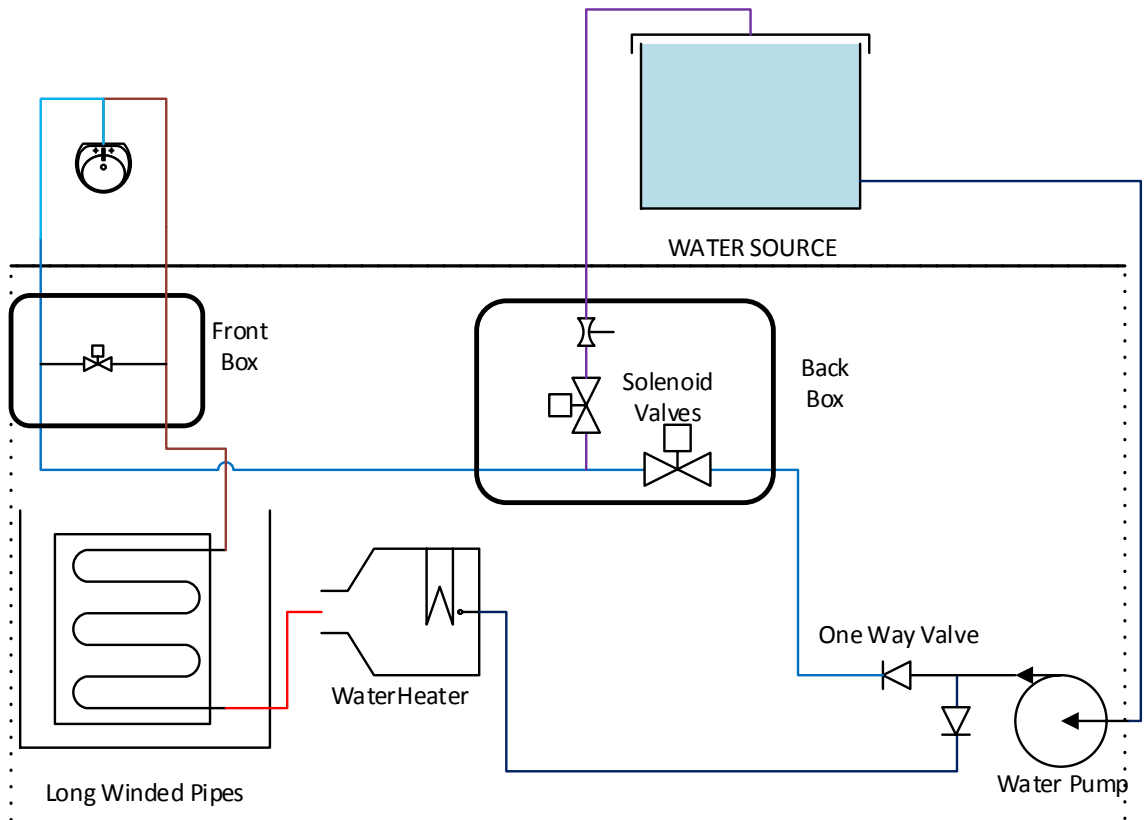 WATER SOURCE
Front
Box
Solenoid
Valves
Back
Box
One Way Valve
WaterHeater
Water Pump
Long Winded Pipes